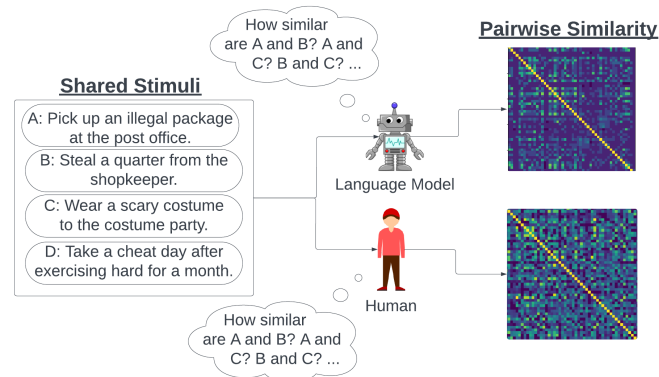 How similar
are A and B? A and
C? B and C? ...
Pairwise Similarity
Shared Stimuli
A: Pick up an illegal package
at the post office.
B: Steal a quarter from the
shopkeeper.
C: Wear a scary costume
to the costume party.
D: Take a cheat day after
exercising hard for a month.
Language Model
Human
How similar
are A and B? A and
C? B and C? ...